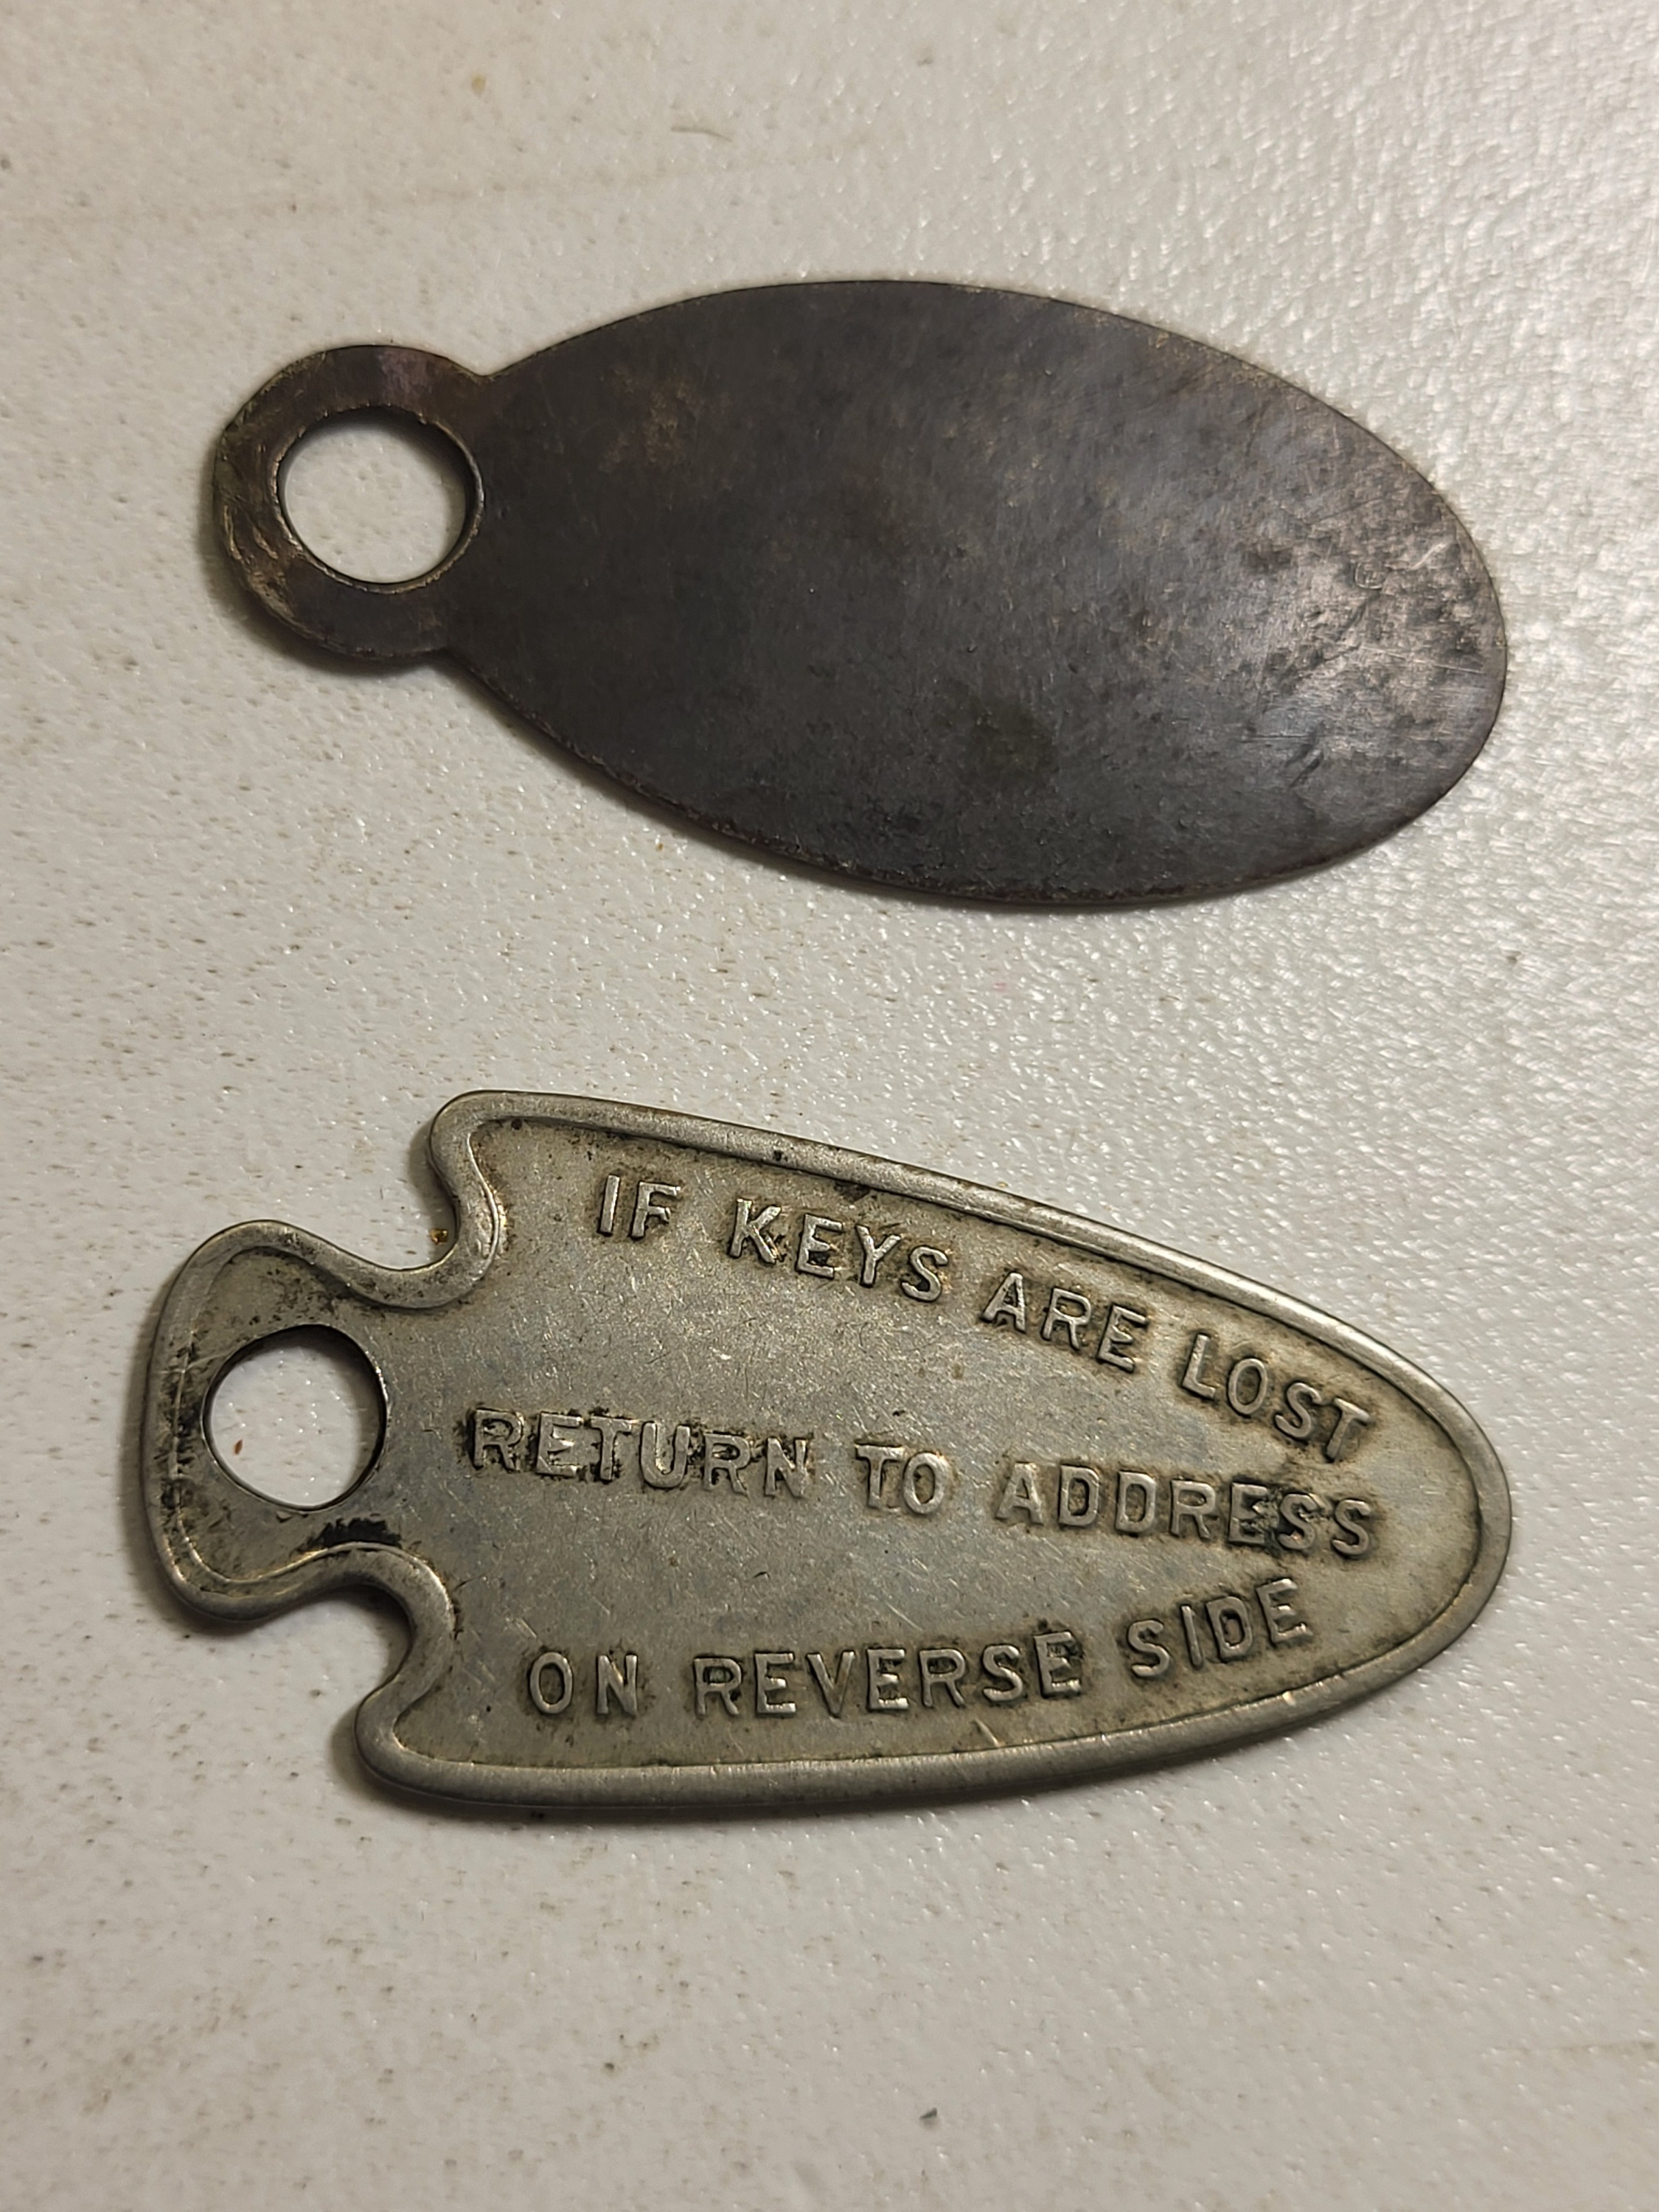 IF KEYS ARE LOST
RETURN TO ADDRESS
ON REVERSE SIDE